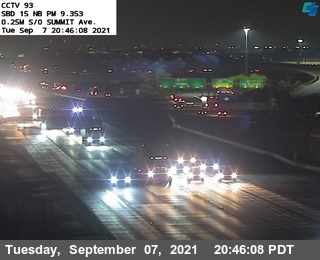 CCTV 93
SBD 15 NB PM 9.353
0.25M S/O SUMMIT Ave.
Tue Sep 7 20:46:08 2021
Tuesday, September 07, 2021 20:46:08 PDT